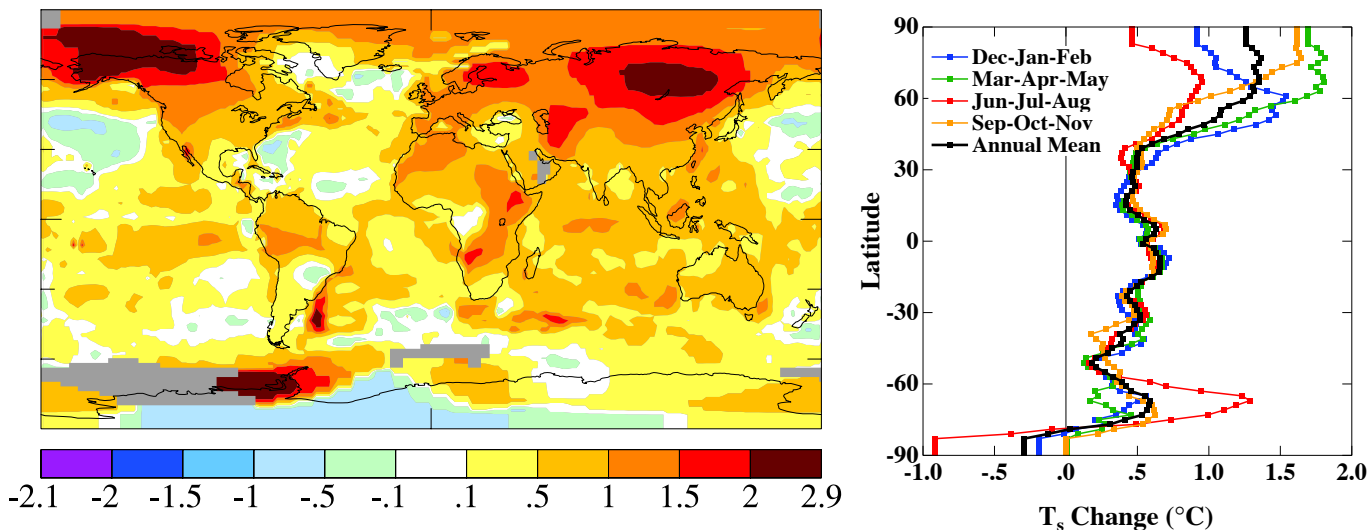 -2.1 -2 -1.5 -1 -.5 -.1 .1 .5 1 1.5 2 2.9
90
60
30
0
-30
-60
-90
Latitude
Dec-Jan-Feb
Mar-Apr-May
Jun-Jul-Aug
Sep-Oct-Nov
Annual Mean
-1.0 -.5 .0 .5 1.0 1.5 2.0
Ts Change (°C)